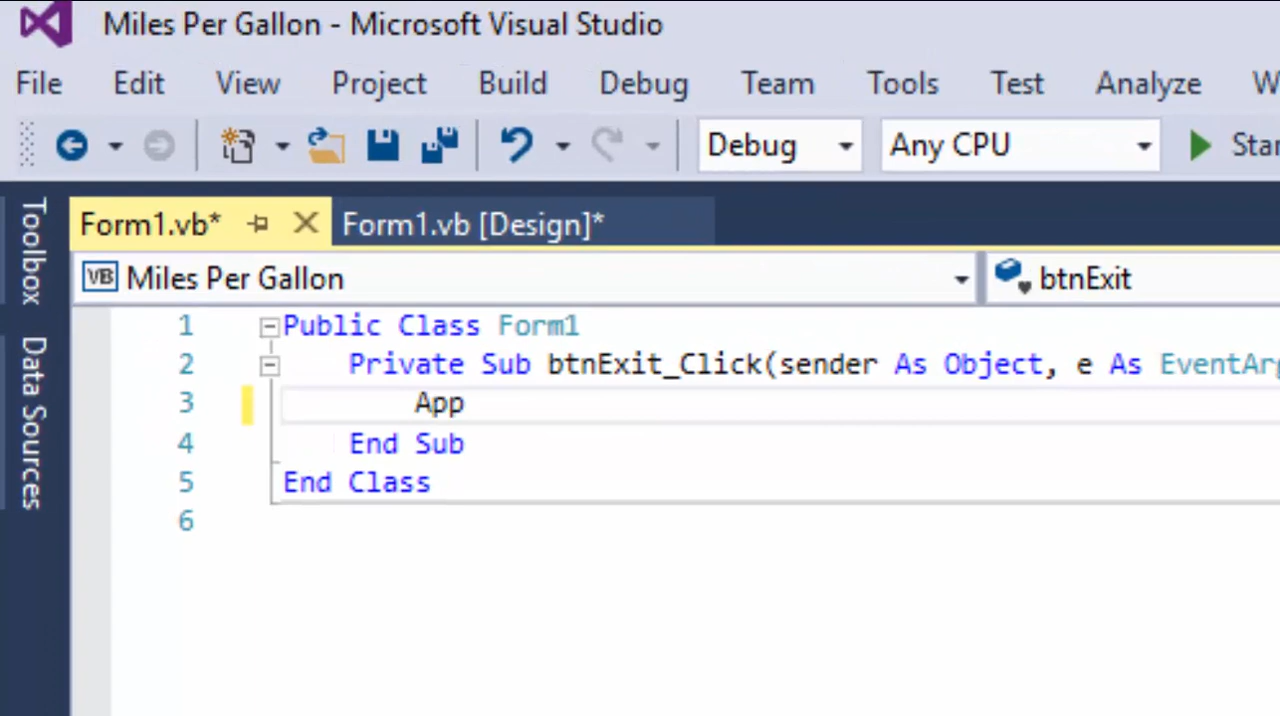 Miles Per Gallon - Microsoft Visual Studio
File Edit View Project Build Debug Team Tools Test Analyze
Debug Any CPU
Toolbox
Data Sources
Form1.vb* Form1.vb [Design]*
VB Miles Per Gallon btnExit
1 Public Class Form1
2 Private Sub btnExit_Click(sender As Object, e As EventArg
3 App
4 End Sub
5 End Class
6